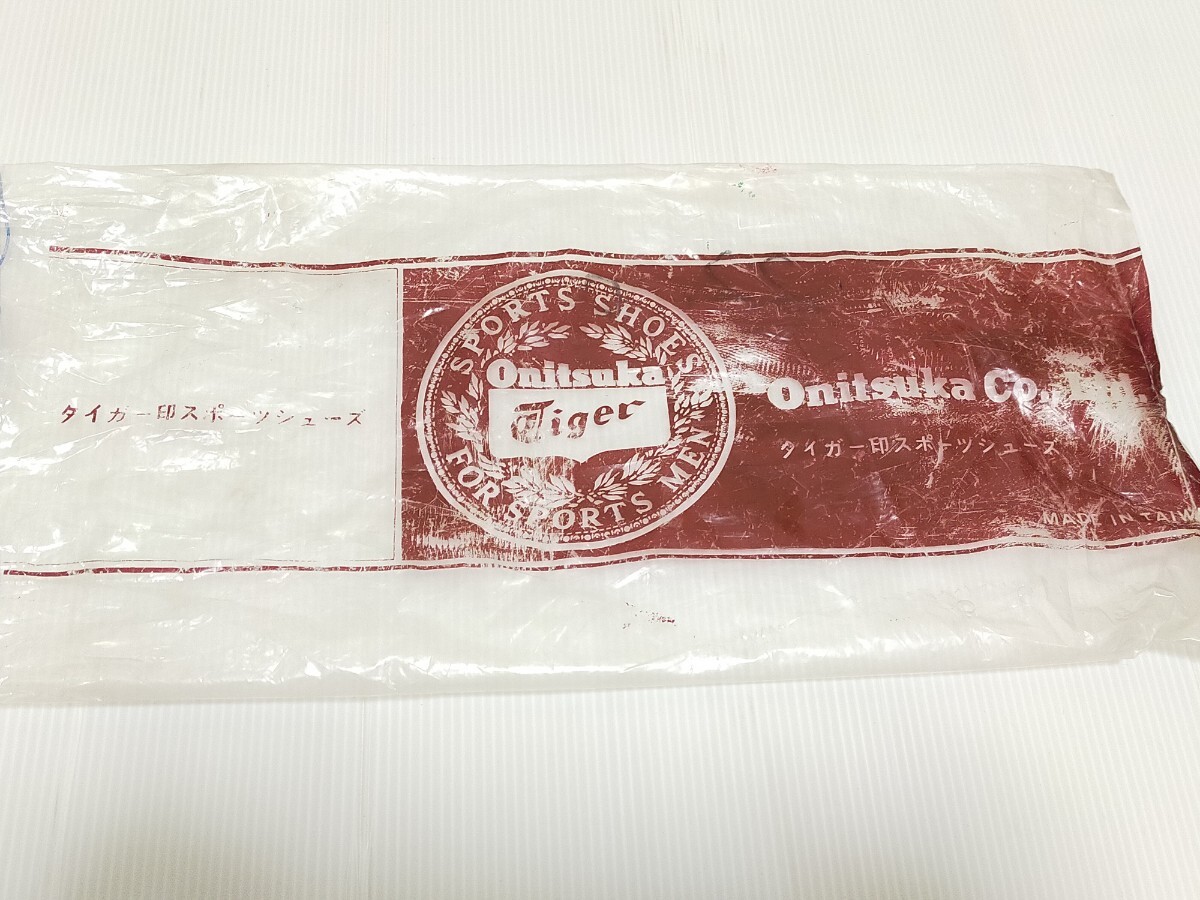 タイガー印スポーツシューズ
SPORTS SHOES
Onitsuka
Tiger
FOR SPORTS MEN
Onitsuka Co., Ltd.
タイガー印スポーツシューズ
MADE IN TAIW